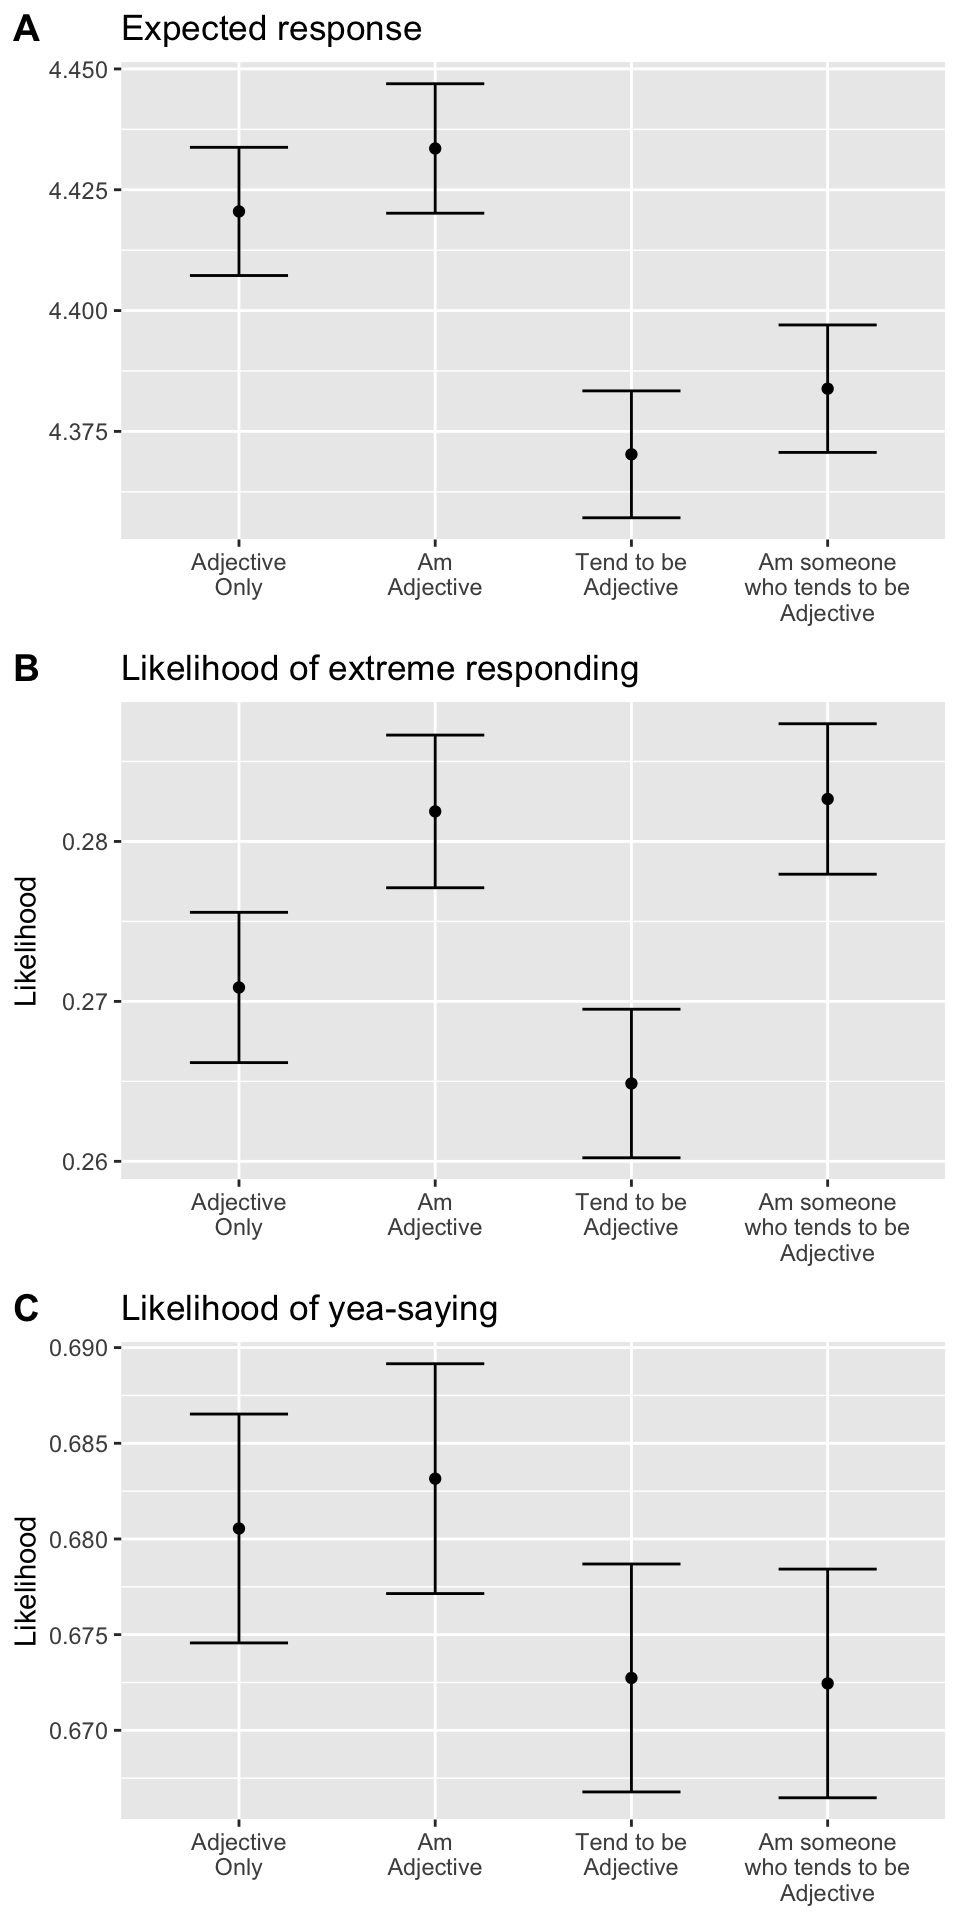 A Expected response
4.450
4.425
4.400
4.375
Adjective Only
Am Adjective
Tend to be Adjective
Am someone who tends to be Adjective
B Likelihood of extreme responding
Likelihood
0.28
0.27
0.26
Adjective Only
Am Adjective
Tend to be Adjective
Am someone who tends to be Adjective
C Likelihood of yea-saying
Likelihood
0.690
0.685
0.680
0.675
0.670
Adjective Only
Am Adjective
Tend to be Adjective
Am someone who tends to be Adjective